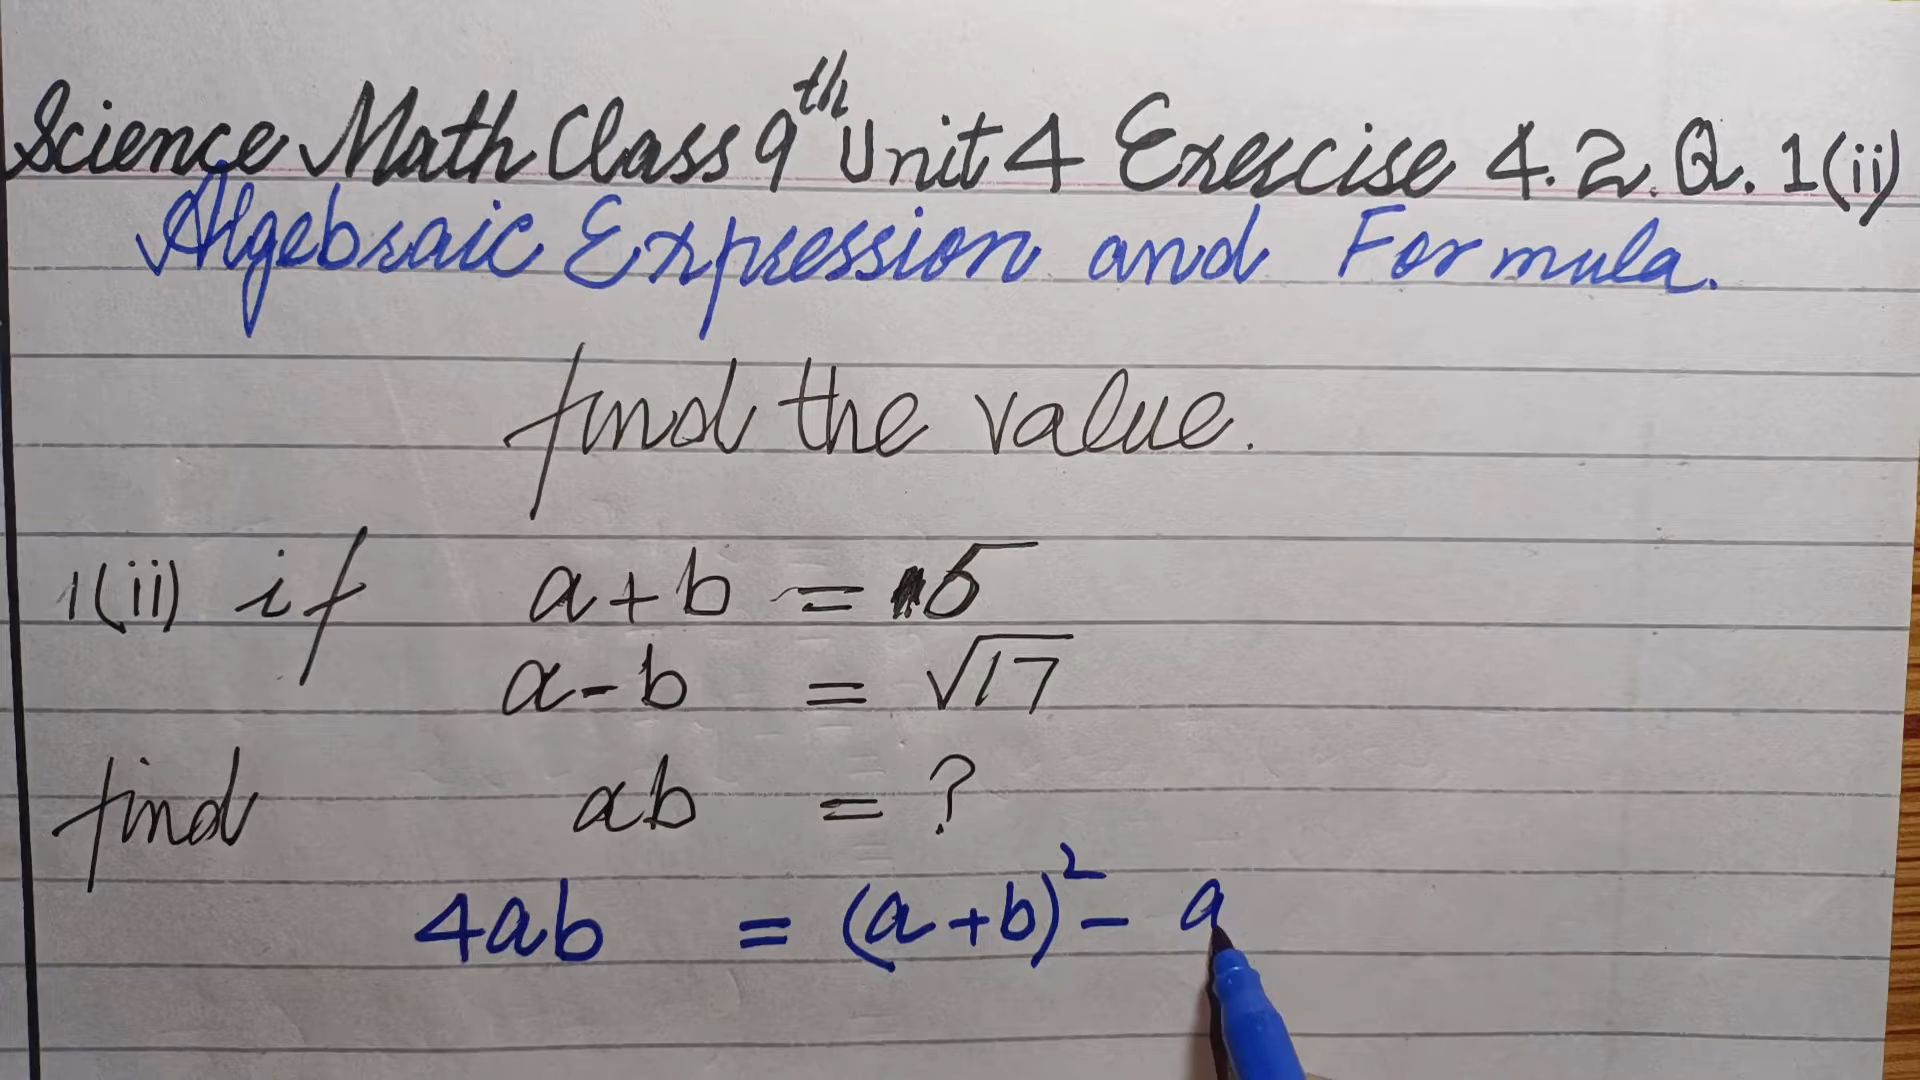 Science Math Class 9th Unit 4 Exercise 4.2. Q. 1(ii)
Algebraic Expression and Formula.
find the value.
1(ii) if a+b = 5
a-b = √17
find ab = ?
4ab = (a+b)² - a